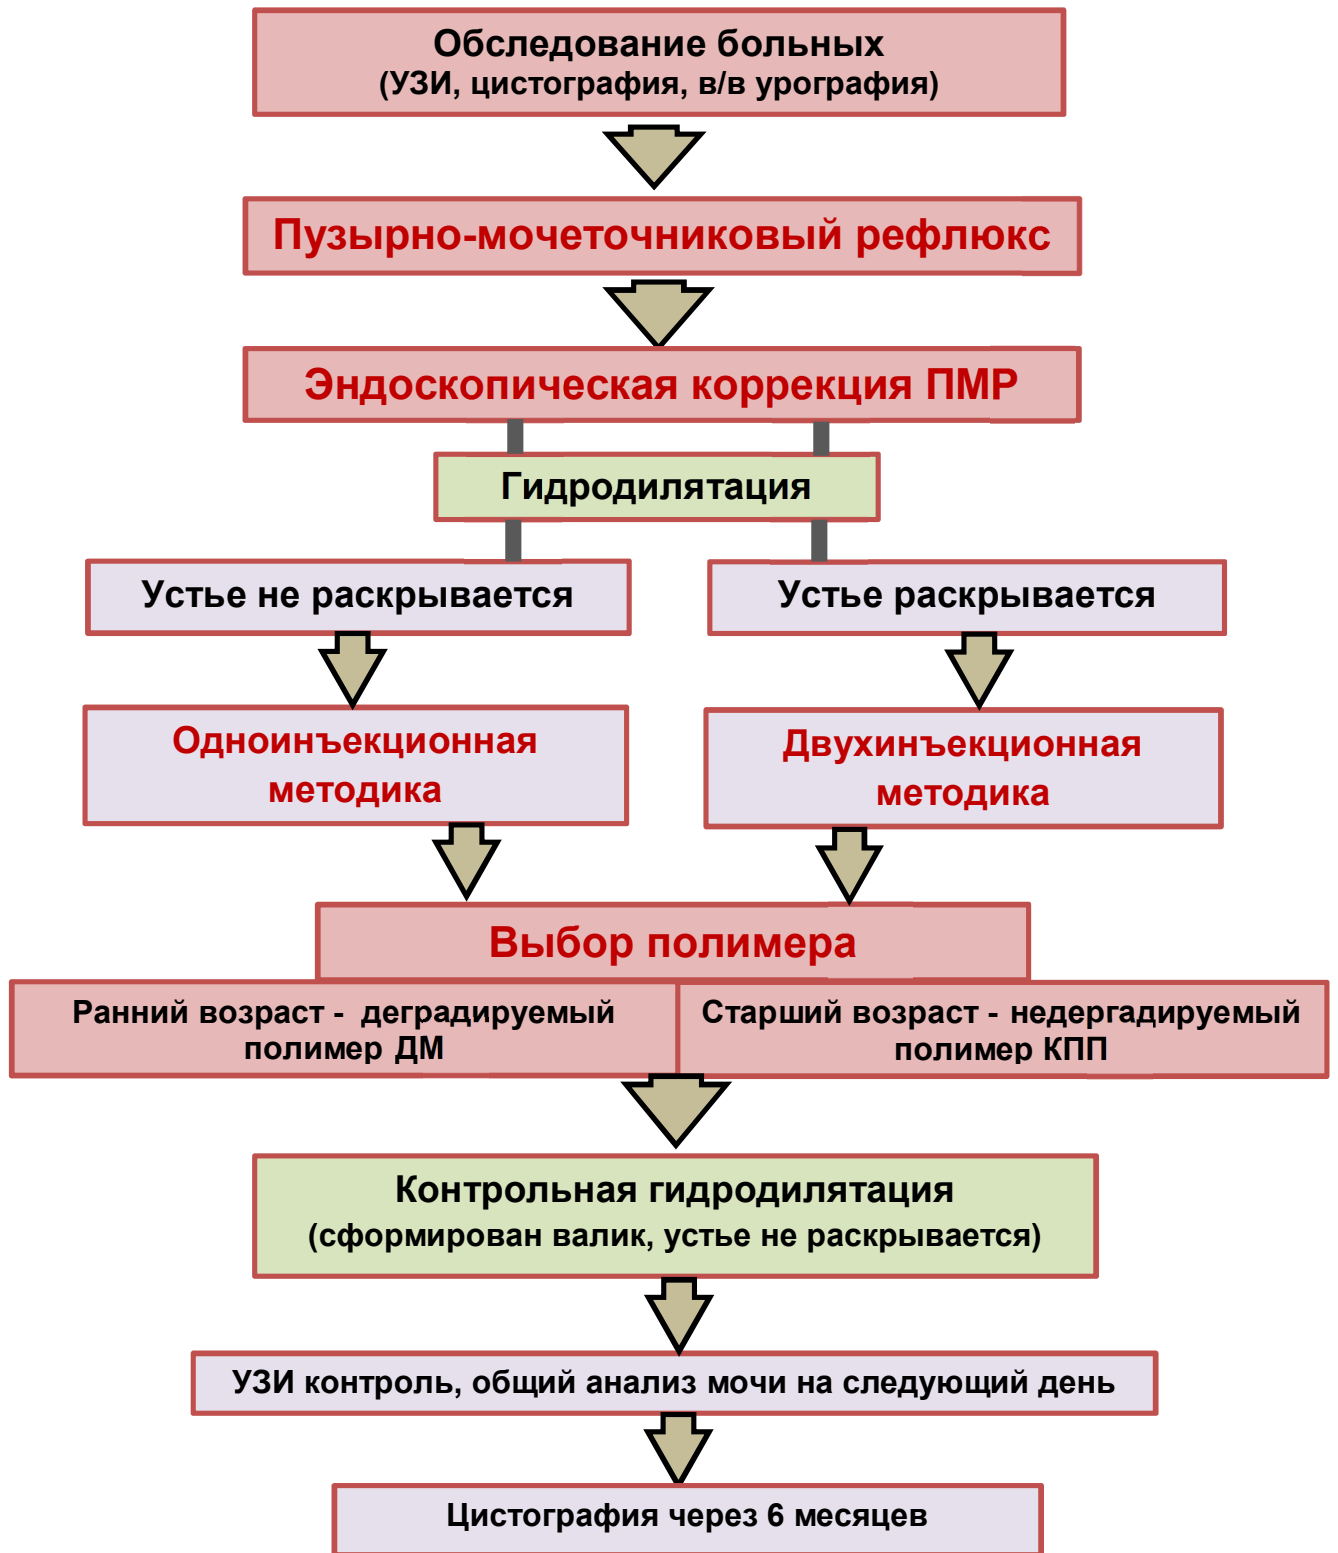 Обследование больных
(УЗИ, цистография, в/в урография)
Пузырно-мочеточниковый рефлюкс
Эндоскопическая коррекция ПМР
Гидродилятация
Устье не раскрывается
Устье раскрывается
Одноинъекционная
методика
Двухинъекционная
методика
Выбор полимера
Ранний возраст - деградируемый
полимер ДМ
Старший возраст - недергадируемый
полимер КПП
Контрольная гидродилятация
(сформирован валик, устье не раскрывается)
УЗИ контроль, общий анализ мочи на следующий день
Цистография через 6 месяцев